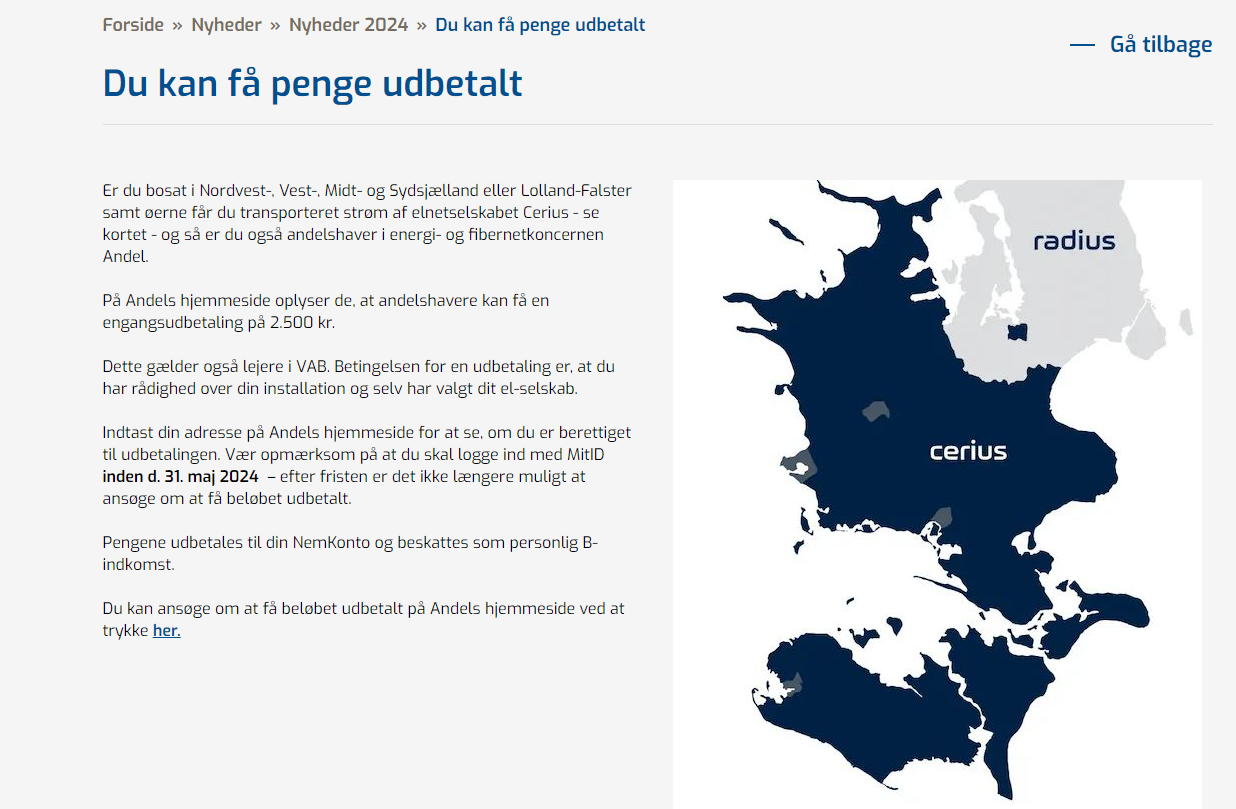 Forside » Nyheder » Nyheder 2024 » Du kan få penge udbetalt
Gå tilbage
Du kan få penge udbetalt
Er du bosat i Nordvest-, Vest-, Midt- og Sydsjælland eller Lolland-Falster
samt øerne får du transporteret strøm af elnetselskabet Cerius - se
kortet - og så er du også andelshaver i energi- og fibernetkoncernen
Andel.
På Andels hjemmeside oplyser de, at andelshavere kan få en
engangsudbetaling på 2.500 kr.
Dette gælder også lejere i VAB. Betingelsen for en udbetaling er, at du
har rådighed over din installation og selv har valgt dit el-selskab.
Indtast din adresse på Andels hjemmeside for at se, om du er berettiget
til udbetalingen. Vær opmærksom på at du skal logge ind med MitID
inden d. 31. maj 2024 – efter fristen er det ikke længere muligt at
ansøge om at få beløbet udbetalt.
Pengene udbetales til din NemKonto og beskattes som personlig B-
indkomst.
Du kan ansøge om at få beløbet udbetalt på Andels hjemmeside ved at
trykke her.
radius
cerius